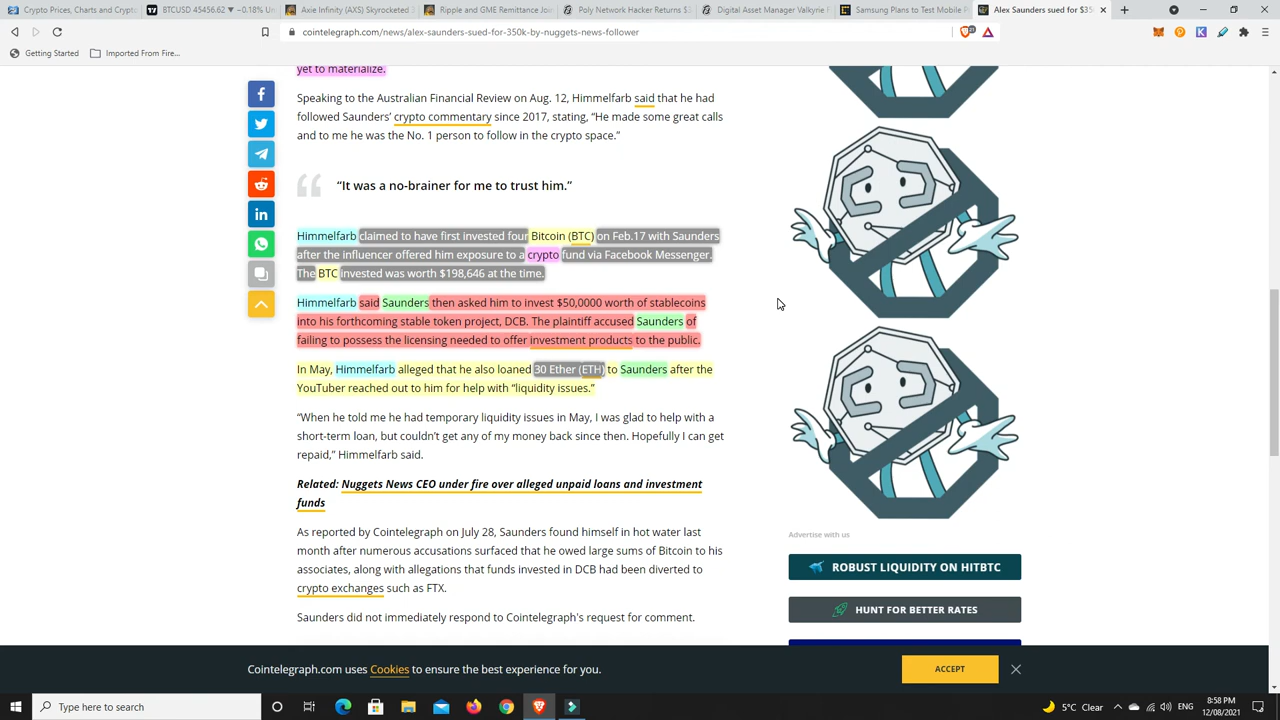 Crypto Prices, Charts and Crypto
BTCUSD 45456.62 ▼ −0.18% Un
Axie Infinity (AXS) Skyrocketed 3
Ripple and GME Remittance Jov
Poly Network Hacker Returns $3
Digital Asset Manager Valkyrie F
Samsung Plans to Test Mobile P
Alex Saunders sued for $35
cointelegraph.com/news/alex-saunders-sued-for-350k-by-nuggets-news-follower
Getting Started
Imported From Fire...
yet to materialize.
Speaking to the Australian Financial Review on Aug. 12, Himmelfarb said that he had
followed Saunders’ crypto commentary since 2017, stating, “He made some great calls
and to me he was the No. 1 person to follow in the crypto space.”
“It was a no-brainer for me to trust him.”
Himmelfarb claimed to have first invested four Bitcoin (BTC) on Feb.17 with Saunders
after the influencer offered him exposure to a crypto fund via Facebook Messenger.
The BTC invested was worth $198,646 at the time.
Himmelfarb said Saunders then asked him to invest $50,0000 worth of stablecoins
into his forthcoming stable token project, DCB. The plaintiff accused Saunders of
failing to possess the licensing needed to offer investment products to the public.
In May, Himmelfarb alleged that he also loaned 30 Ether (ETH) to Saunders after the
YouTuber reached out to him for help with “liquidity issues.”
“When he told me he had temporary liquidity issues in May, I was glad to help with a
short-term loan, but couldn’t get any of my money back since then. Hopefully I can get
repaid,” Himmelfarb said.
Related: Nuggets News CEO under fire over alleged unpaid loans and investment
funds
As reported by Cointelegraph on July 28, Saunders found himself in hot water last
month after numerous accusations surfaced that he owed large sums of Bitcoin to his
associates, along with allegations that funds invested in DCB had been diverted to
crypto exchanges such as FTX.
Saunders did not immediately respond to Cointelegraph's request for comment.
Advertise with us
ROBUST LIQUIDITY ON HITBTC
HUNT FOR BETTER RATES
Cointelegraph.com uses Cookies to ensure the best experience for you.
ACCEPT
Type here to search
5°C Clear
ENG
8:58 PM
12/08/2021